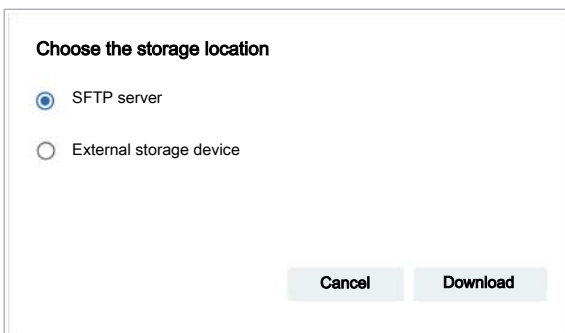 Choose the storage location
SFTP server
External storage device
Cancel Download